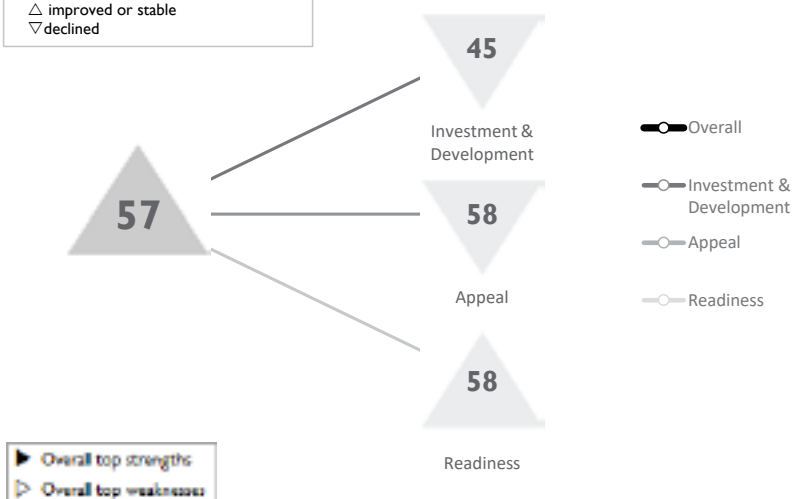 △ improved or stable
▽ declined
45
Investment &
Development
57
58
Appeal
58
Readiness
Overall
Investment &
Development
Appeal
Readiness
▶ Overall top strengths
▷ Overall top weaknesses